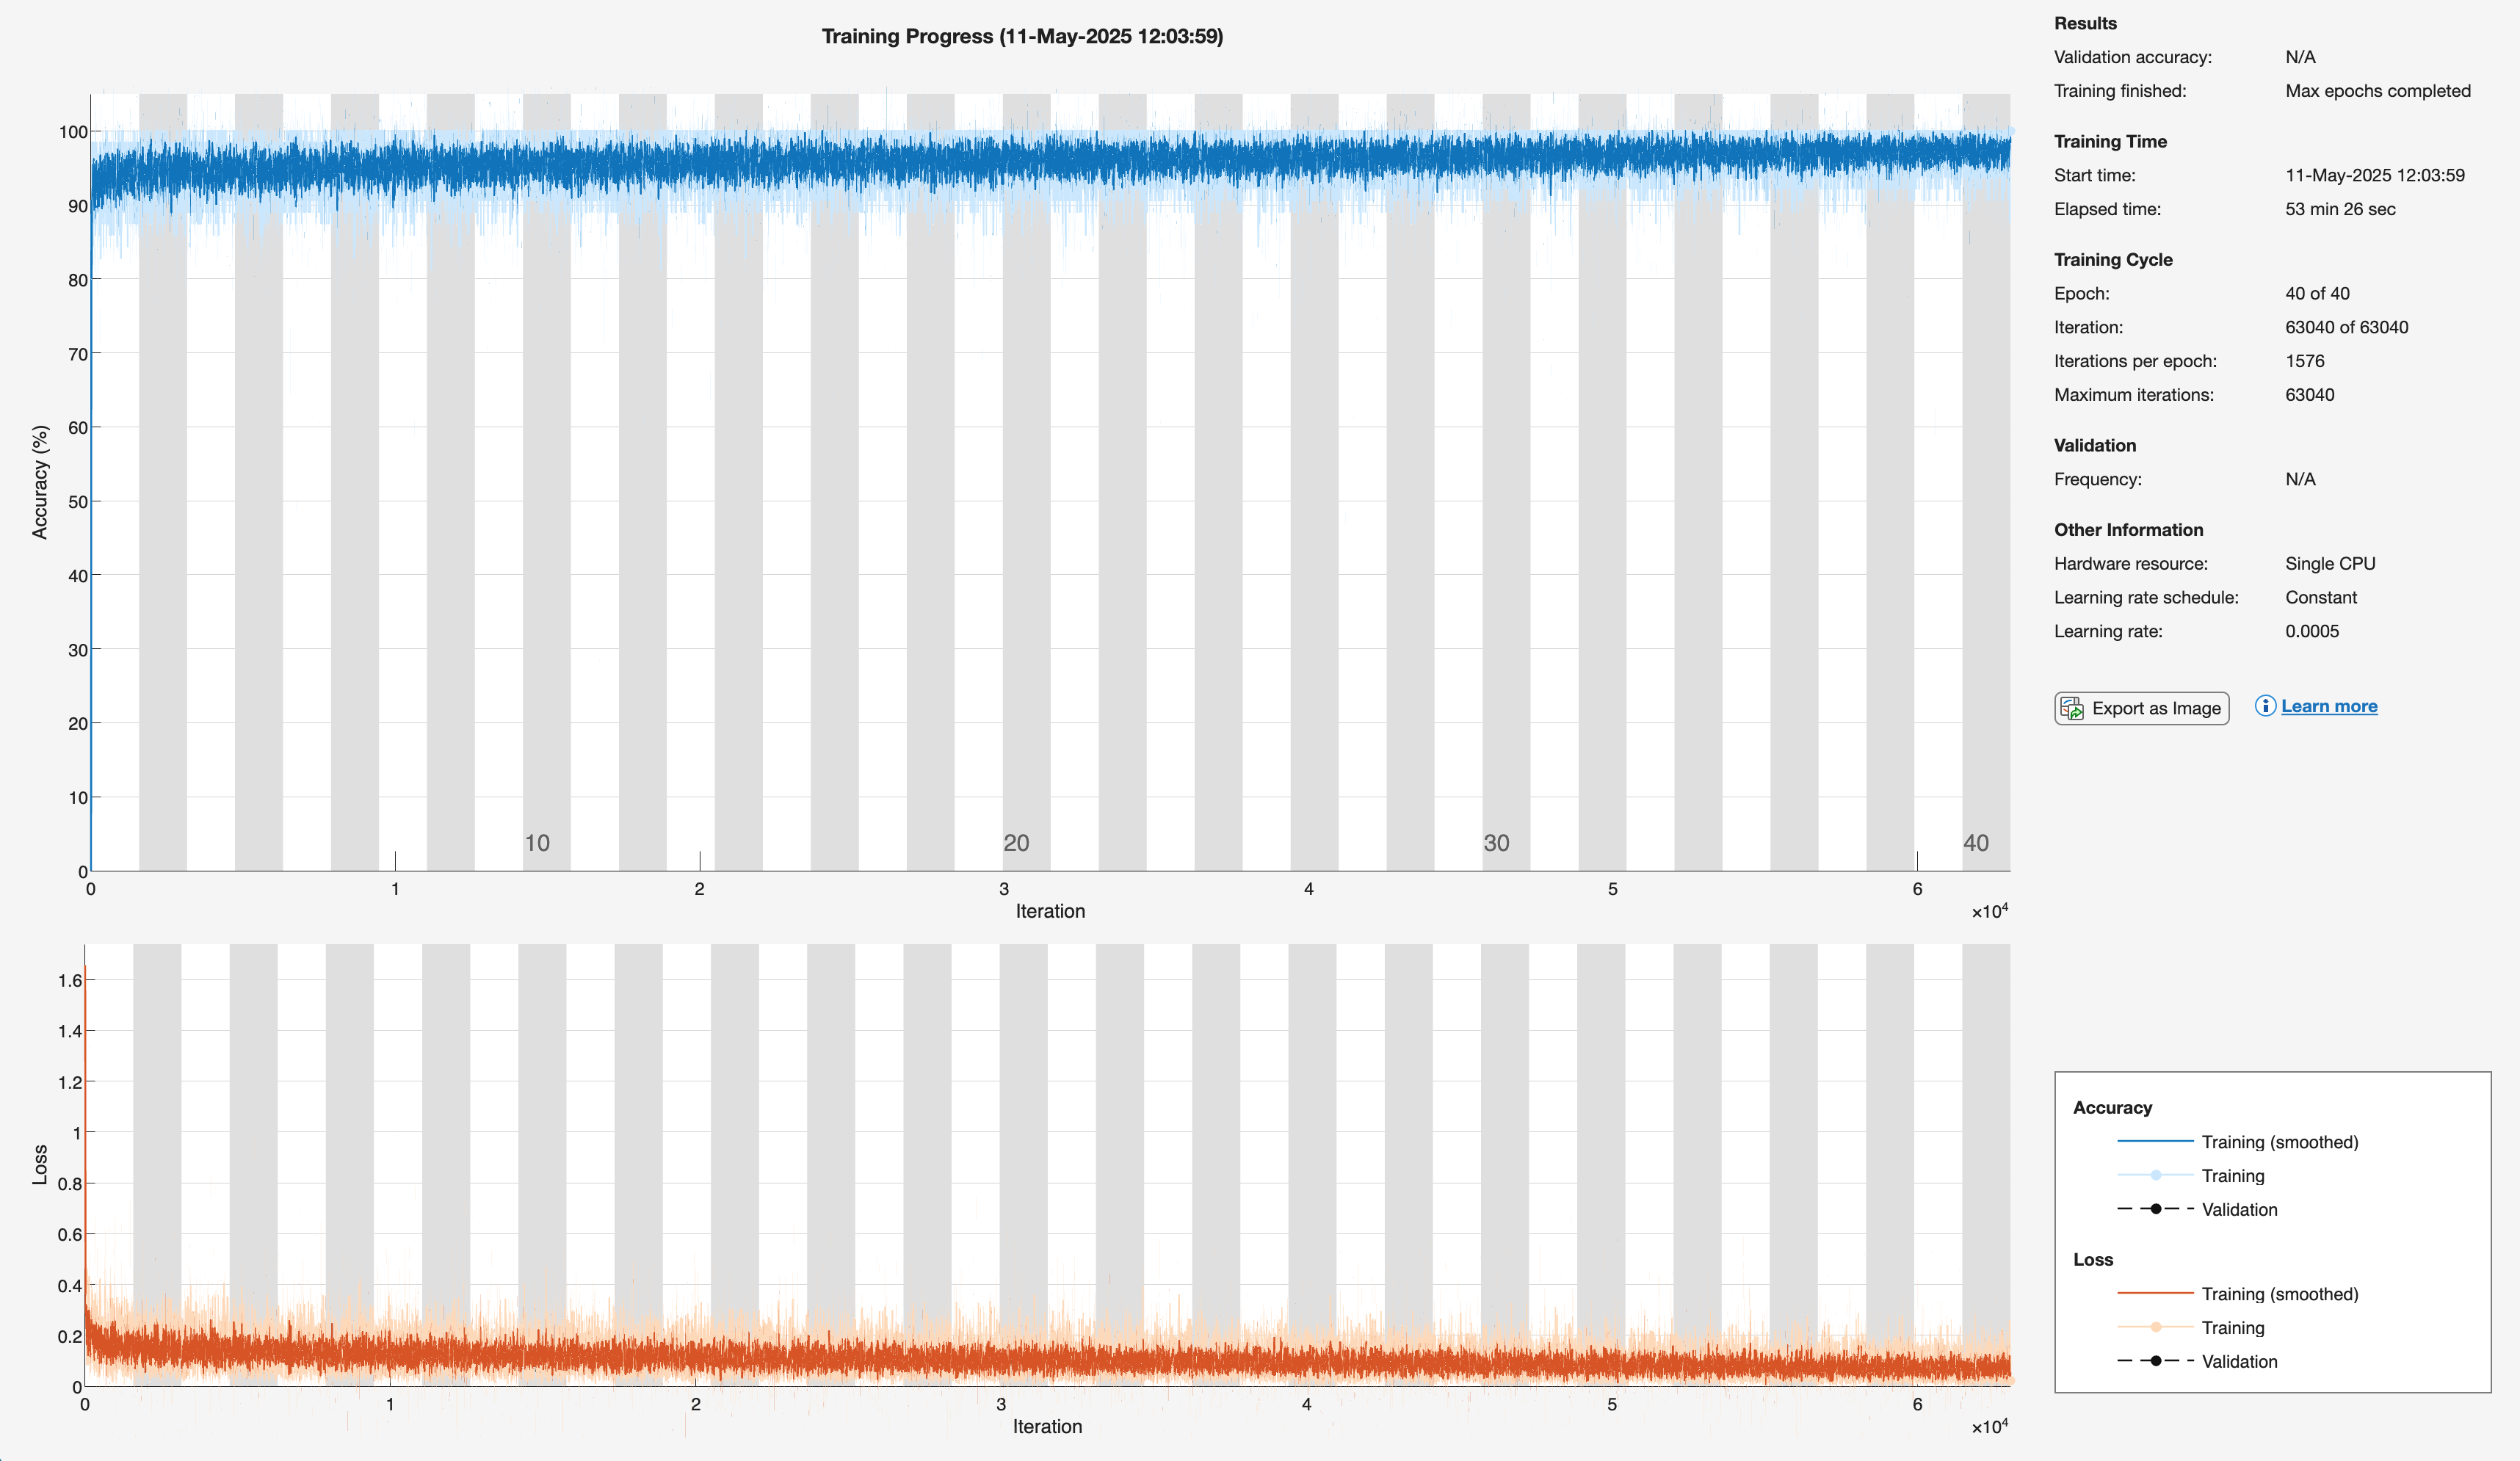 Training Progress (11-May-2025 12:03:59)
Accuracy (%)
100
90
80
70
60
50
40
30
20
10
0
10
20
30
40
0 1 2 3 4 5 6
Iteration
×10⁴
Loss
1.6
1.4
1.2
1
0.8
0.6
0.4
0.2
0
0 1 2 3 4 5 6
Iteration
×10⁴
Results
Validation accuracy: N/A
Training finished: Max epochs completed
Training Time
Start time: 11-May-2025 12:03:59
Elapsed time: 53 min 26 sec
Training Cycle
Epoch: 40 of 40
Iteration: 63040 of 63040
Iterations per epoch: 1576
Maximum iterations: 63040
Validation
Frequency: N/A
Other Information
Hardware resource: Single CPU
Learning rate schedule: Constant
Learning rate: 0.0005
Export as Image Learn more
Accuracy
Training (smoothed)
Training
Validation
Loss
Training (smoothed)
Training
Validation